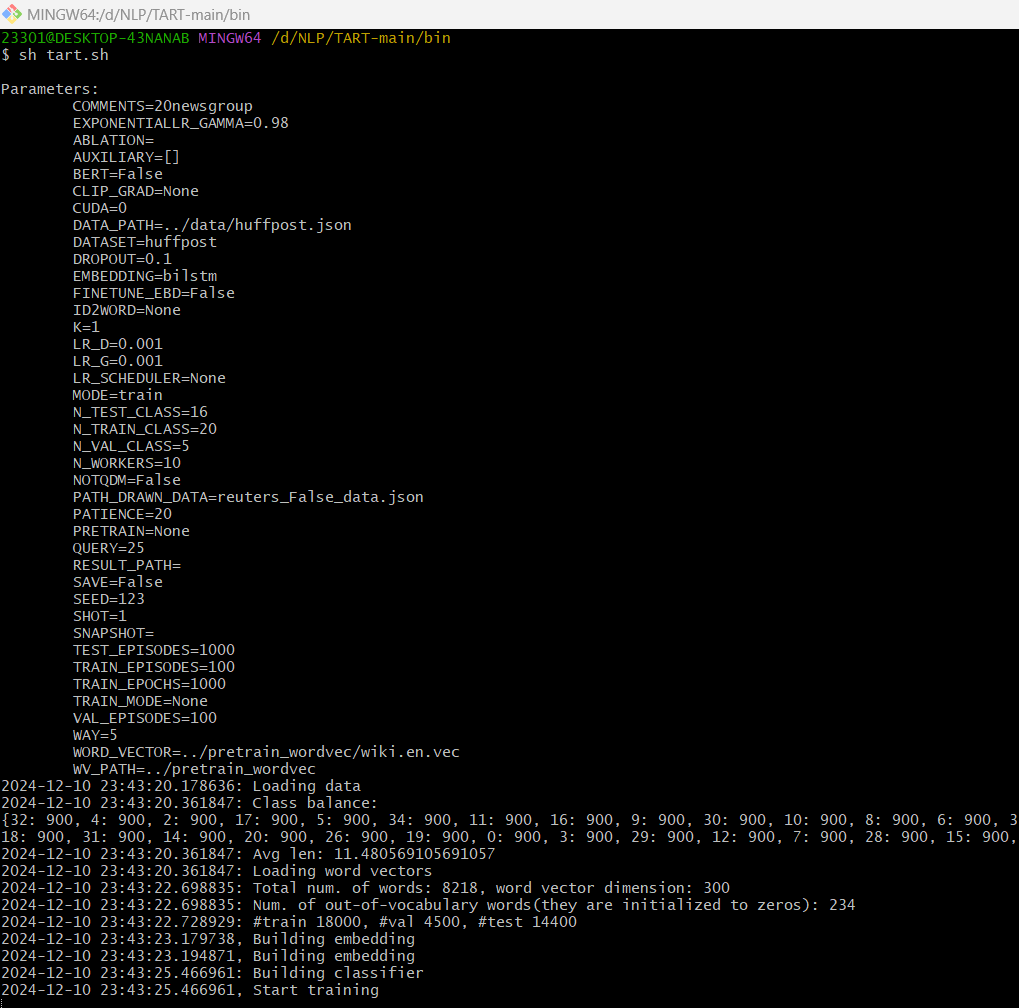 MINGW64:/d/NLP/TART-main/bin
23301@DESKTOP-43NANAB MINGW64 /d/NLP/TART-main/bin
$ sh tart.sh
Parameters:
COMMENTS=20newsgroup
EXPONENTIALLR_GAMMA=0.98
ABLATION=
AUXILIARY=[]
BERT=False
CLIP_GRAD=None
CUDA=0
DATA_PATH=../data/huffpost.json
DATASET=huffpost
DROPOUT=0.1
EMBEDDING=bilstm
FINETUNE_EBD=False
ID2WORD=None
K=1
LR_D=0.001
LR_G=0.001
LR_SCHEDULER=None
MODE=train
N_TEST_CLASS=16
N_TRAIN_CLASS=20
N_VAL_CLASS=5
N_WORKERS=10
NOTQDM=False
PATH_DRAWN_DATA=reuters_False_data.json
PATIENCE=20
PRETRAIN=None
QUERY=25
RESULT_PATH=
SAVE=False
SEED=123
SHOT=1
SNAPSHOT=
TEST_EPISODES=1000
TRAIN_EPISODES=100
TRAIN_EPOCHS=1000
TRAIN_MODE=None
VAL_EPISODES=100
WAY=5
WORD_VECTOR=../pretrain_wordvec/wiki.en.vec
WV_PATH=../pretrain_wordvec
2024-12-10 23:43:20.178636: Loading data
2024-12-10 23:43:20.361847: Class balance:
{32: 900, 4: 900, 2: 900, 17: 900, 5: 900, 34: 900, 11: 900, 16: 900, 9: 900, 30: 900, 10: 900, 8: 900, 6: 900, 3
18: 900, 31: 900, 14: 900, 20: 900, 26: 900, 19: 900, 0: 900, 3: 900, 29: 900, 12: 900, 7: 900, 28: 900, 15: 900,
2024-12-10 23:43:20.361847: Avg len: 11.480569105691057
2024-12-10 23:43:20.361847: Loading word vectors
2024-12-10 23:43:22.698835: Total num. of words: 8218, word vector dimension: 300
2024-12-10 23:43:22.698835: Num. of out-of-vocabulary words(they are initialized to zeros): 234
2024-12-10 23:43:22.728929: #train 18000, #val 4500, #test 14400
2024-12-10 23:43:23.179738, Building embedding
2024-12-10 23:43:23.194871, Building embedding
2024-12-10 23:43:25.466961: Building classifier
2024-12-10 23:43:25.466961, Start training